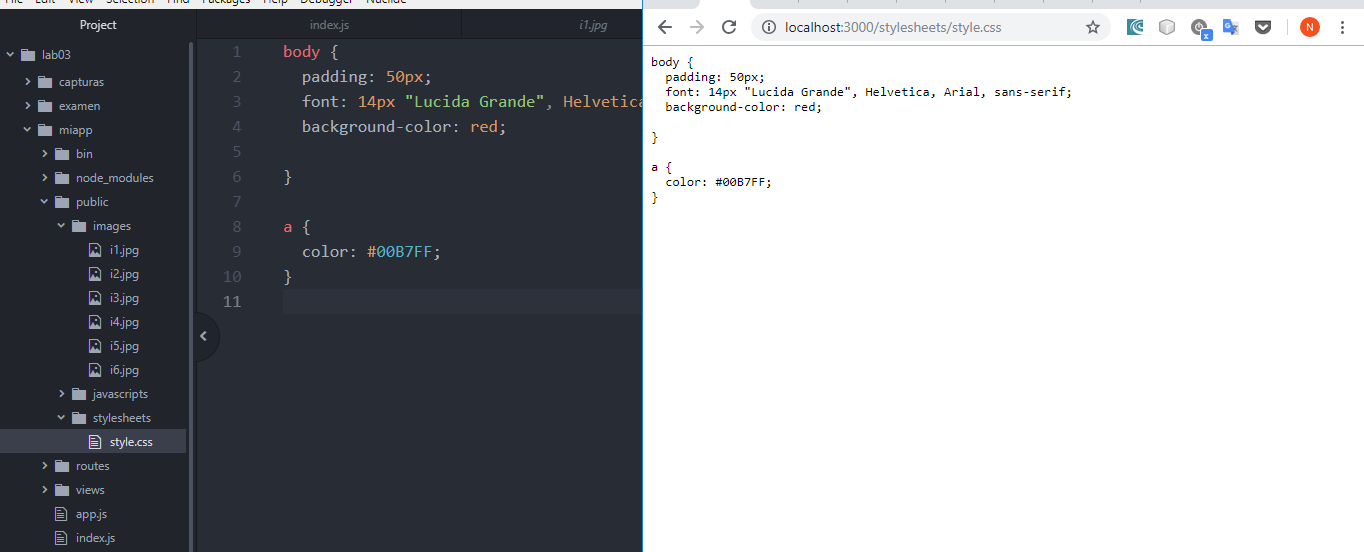 File Edit View Selection Find Packages Help Debugger Nuclide
Project
lab03
capturas
examen
miapp
bin
node_modules
public
images
i1.jpg
i2.jpg
i3.jpg
i4.jpg
i5.jpg
i6.jpg
javascripts
stylesheets
style.css
routes
views
app.js
index.js
index.js i1.jpg
1 body {
2 padding: 50px;
3 font: 14px "Lucida Grande", Helvetica
4 background-color: red;
5
6 }
7
8 a {
9 color: #00B7FF;
10 }
11
localhost:3000/stylesheets/style.css
x
G
N
body {
padding: 50px;
font: 14px "Lucida Grande", Helvetica, Arial, sans-serif;
background-color: red;
}
a {
color: #00B7FF;
}